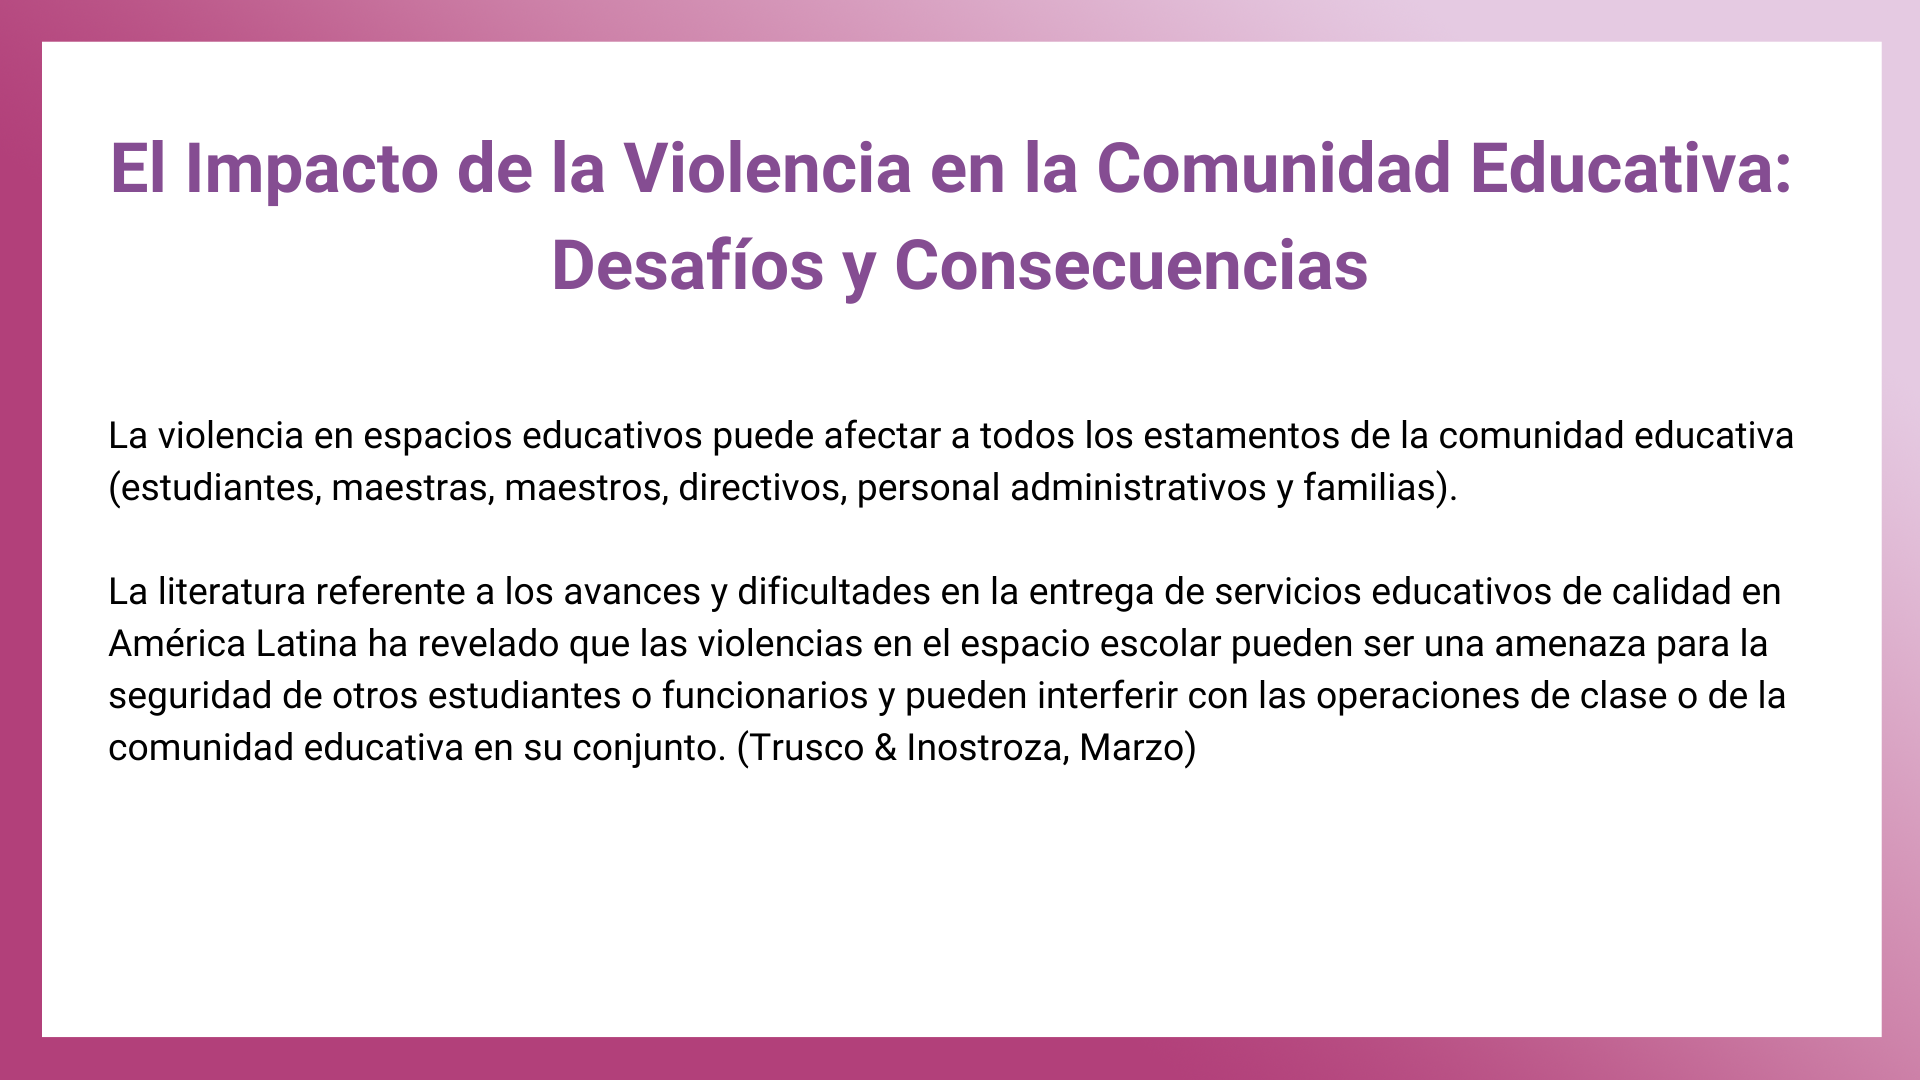 El Impacto de la Violencia en la Comunidad Educativa:
Desafíos y Consecuencias
La violencia en espacios educativos puede afectar a todos los estamentos de la comunidad educativa
(estudiantes, maestras, maestros, directivos, personal administrativos y familias).
La literatura referente a los avances y dificultades en la entrega de servicios educativos de calidad en
América Latina ha revelado que las violencias en el espacio escolar pueden ser una amenaza para la
seguridad de otros estudiantes o funcionarios y pueden interferir con las operaciones de clase o de la
comunidad educativa en su conjunto. (Trusco & Inostroza, Marzo)